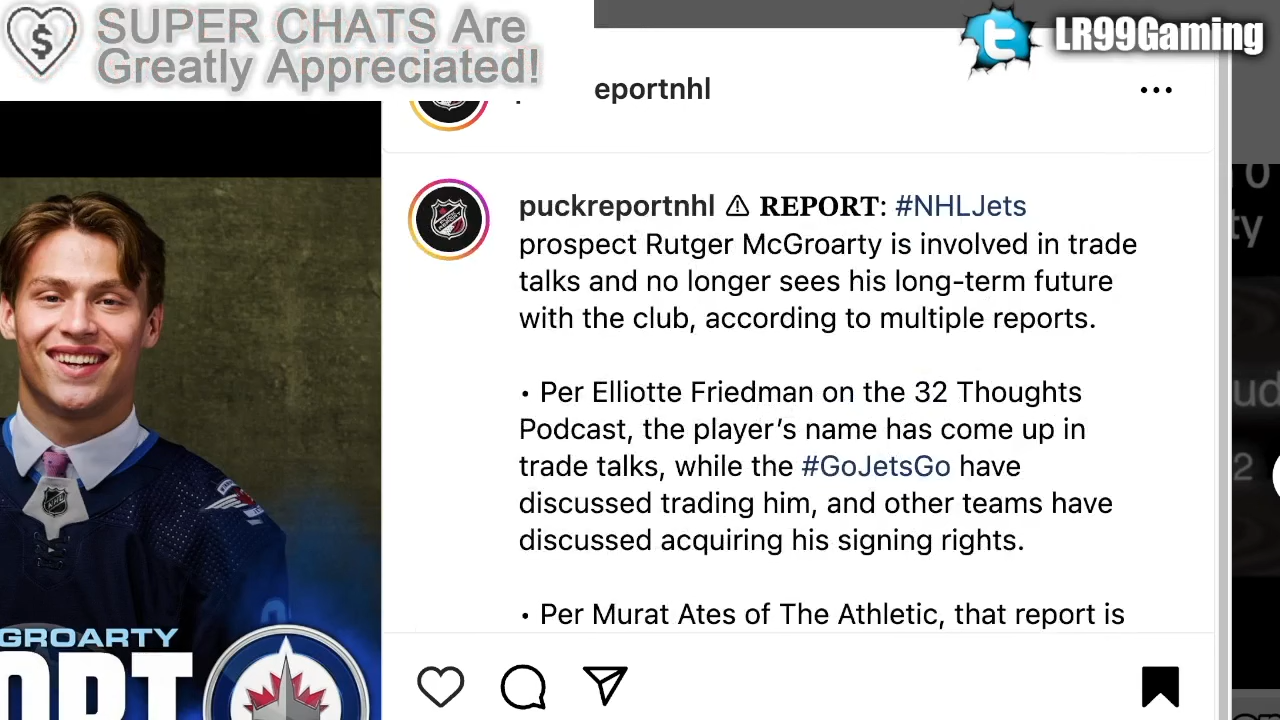 SUPER CHATS Are
Greatly Appreciated!
LR99Gaming
eportnhl
puckreportnhl ⚠ REPORT: #NHLJets
prospect Rutger McGroarty is involved in trade
talks and no longer sees his long-term future
with the club, according to multiple reports.
• Per Elliotte Friedman on the 32 Thoughts
Podcast, the player’s name has come up in
trade talks, while the #GoJetsGo have
discussed trading him, and other teams have
discussed acquiring his signing rights.
• Per Murat Ates of The Athletic, that report is
GROARTY
ORT
NHL